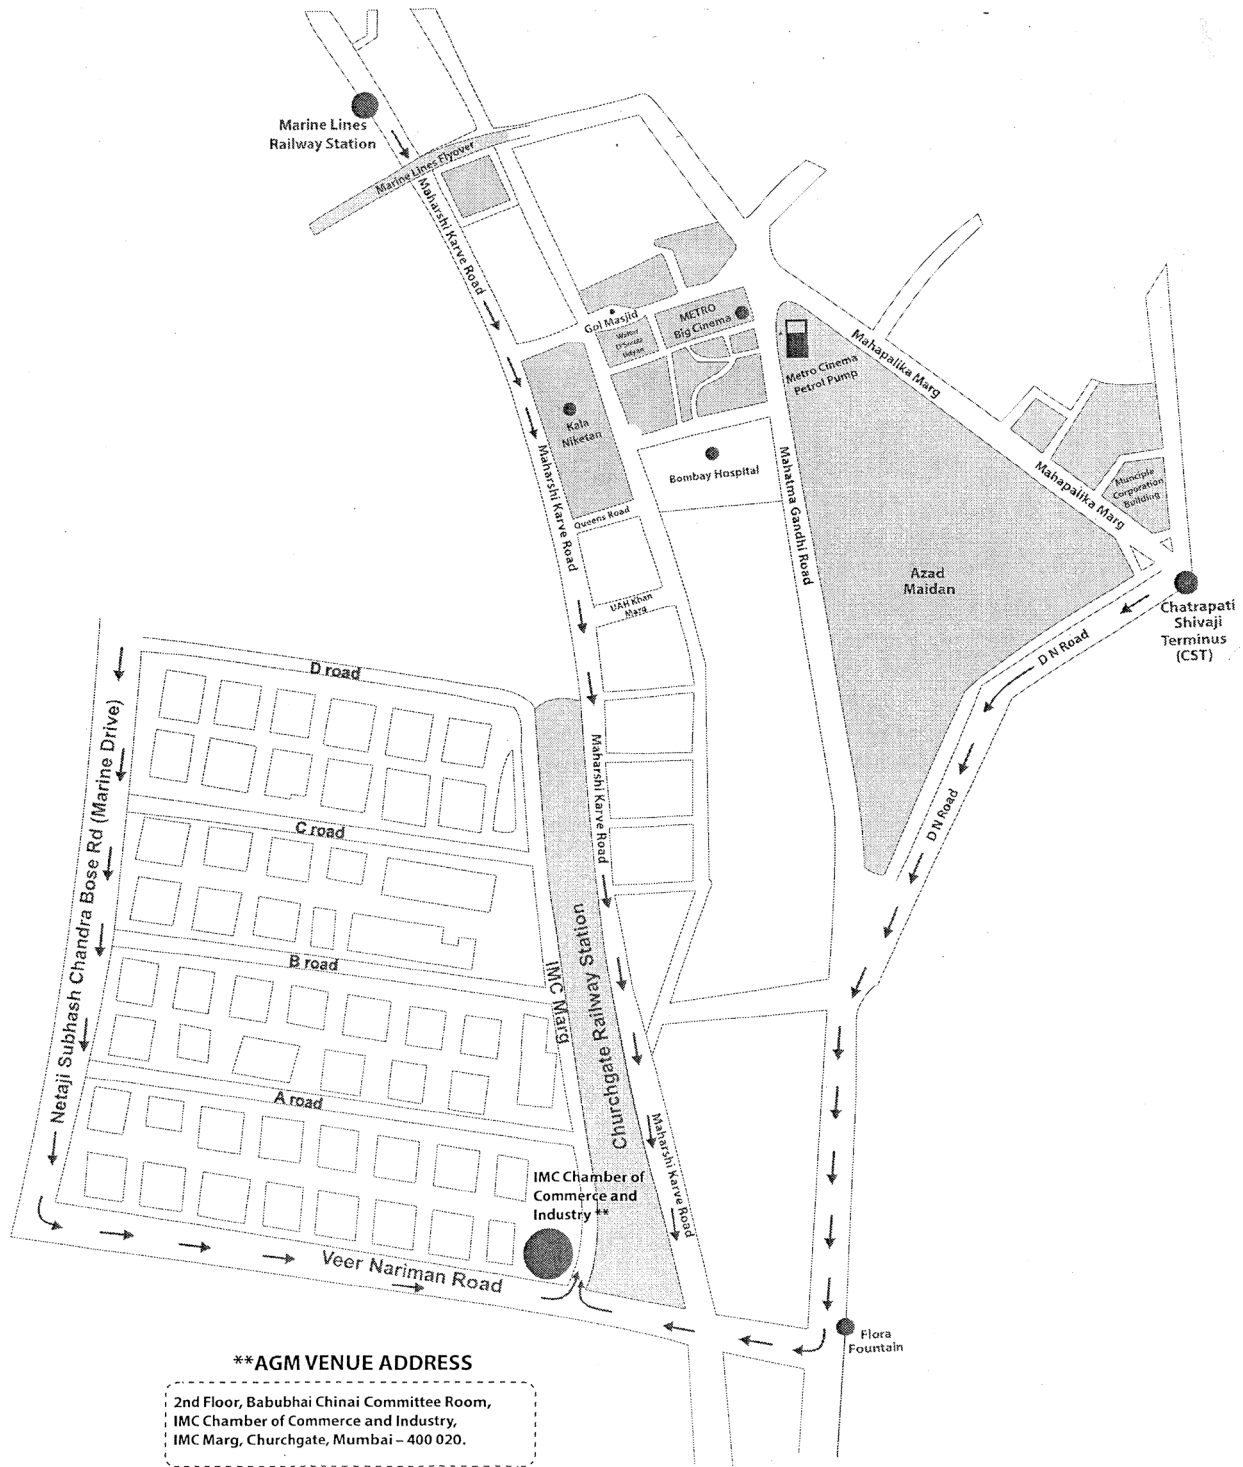 Marine Lines
Railway Station
Marine Lines Flyover
Maharshi Karve Road
Gol Masjid
METRO
Big Cinema
Walter
D'Souza
Udyan
Metro Cinema
Petrol Pump
Mahapalika Marg
Kala
Niketan
Bombay Hospital
Mahatma Gandhi Road
Mahapalika Marg
Munciple
Corporation
Building
Maharshi Karve Road
Queens Road
UAH Khan
Marg
Azad
Maidan
Chatrapati
Shivaji
Terminus
(CST)
D N Road
D road
Netaji Subhash Chandra Bose Rd (Marine Drive)
Maharshi Karve Road
D N Road
C road
Churchgate Railway Station
B road
IMC Marg
A road
Maharshi Karve Road
IMC Chamber of
Commerce and
Industry **
Veer Nariman Road
Flora
Fountain
**AGM VENUE ADDRESS
2nd Floor, Babubhai Chinai Committee Room,
IMC Chamber of Commerce and Industry,
IMC Marg, Churchgate, Mumbai – 400 020.